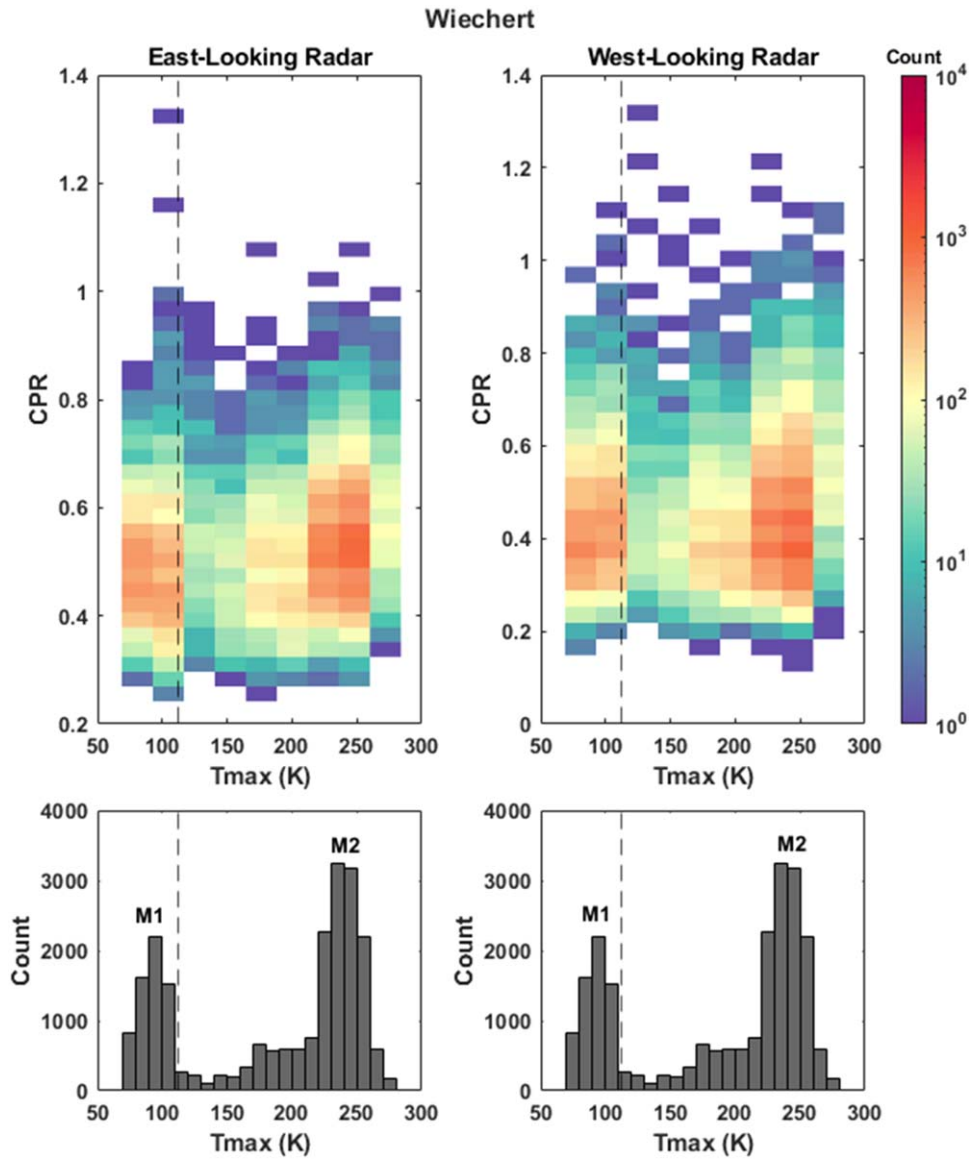 Wiechert
East-Looking Radar
West-Looking Radar
Count
CPR
1.4
1.2
1
0.8
0.6
0.4
0.2
50 100 150 200 250 300
Tmax (K)
CPR
1.4
1.2
1
0.8
0.6
0.4
0.2
0
50 100 150 200 250 300
Tmax (K)
10^4
10^3
10^2
10^1
10^0
Count
4000
3000
2000
1000
0
M1
M2
50 100 150 200 250 300
Tmax (K)
Count
4000
3000
2000
1000
0
M1
M2
50 100 150 200 250 300
Tmax (K)